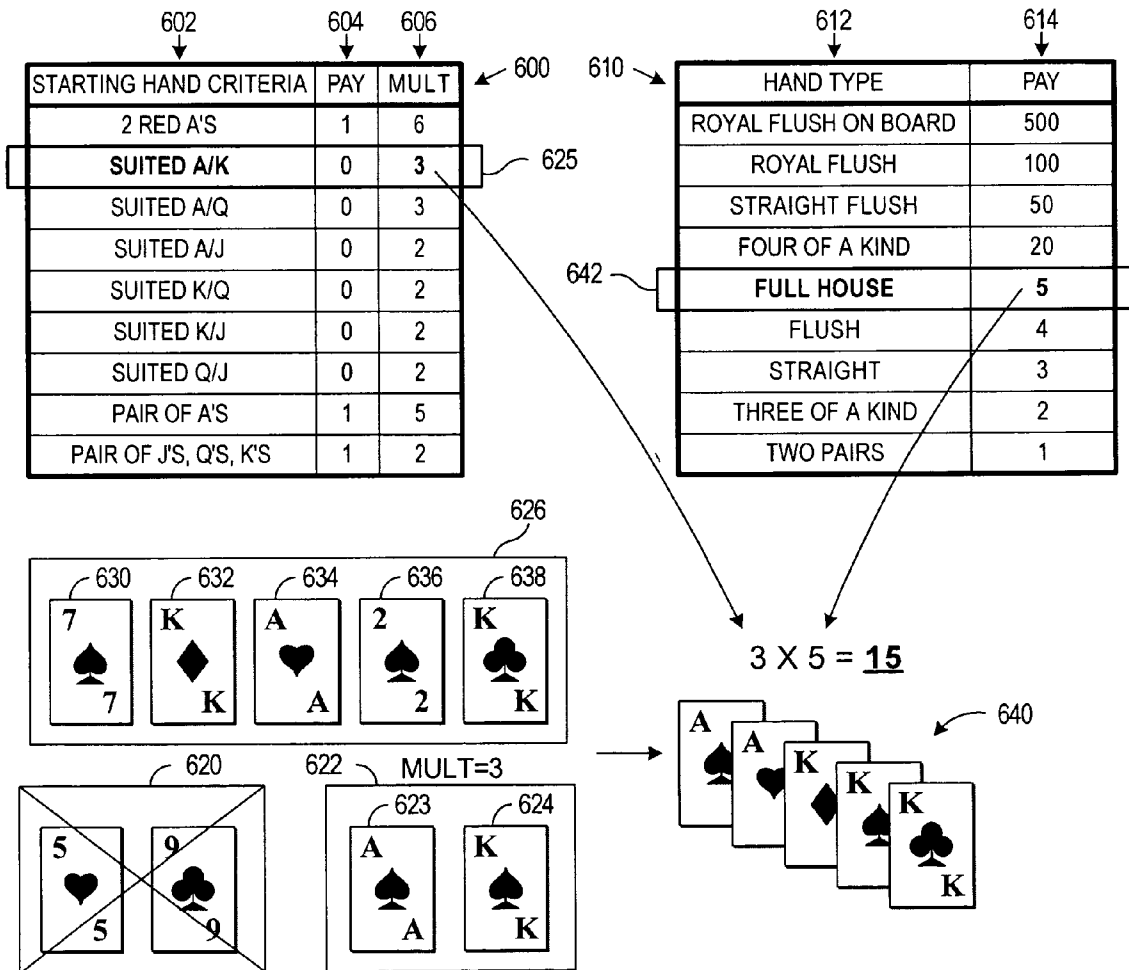 602 604 606 612 614
600 610
STARTING HAND CRITERIA PAY MULT
2 RED A'S 1 6
SUITED A/K 0 3
625
SUITED A/Q 0 3
SUITED A/J 0 2
SUITED K/Q 0 2
SUITED K/J 0 2
SUITED Q/J 0 2
PAIR OF A'S 1 5
PAIR OF J'S, Q'S, K'S 1 2
HAND TYPE PAY
ROYAL FLUSH ON BOARD 500
ROYAL FLUSH 100
STRAIGHT FLUSH 50
FOUR OF A KIND 20
642
FULL HOUSE 5
FLUSH 4
STRAIGHT 3
THREE OF A KIND 2
TWO PAIRS 1
626
630 632 634 636 638
7 K A 2 K
7 K A 2 K
3 X 5 = 15
640
A A K K K
K
620 622 MULT=3
623 624
5 9 A K
5 9 A K